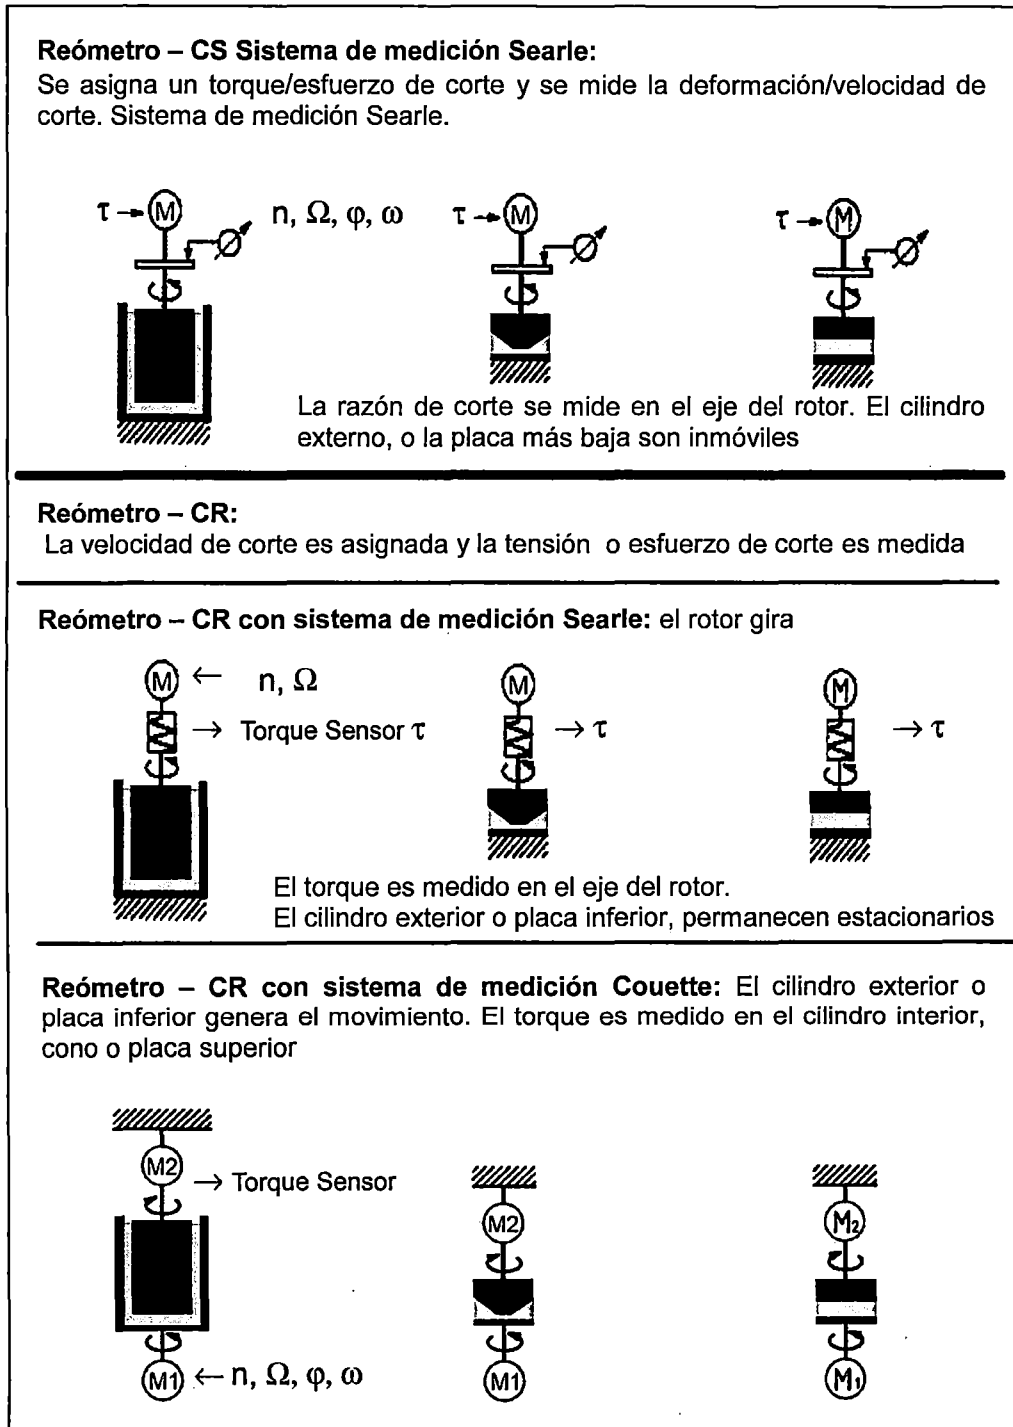 Reómetro – CS Sistema de medición Searle:
Se asigna un torque/esfuerzo de corte y se mide la deformación/velocidad de
corte. Sistema de medición Searle.
τ → M n, Ω, φ, ω τ → M τ → M
La razón de corte se mide en el eje del rotor. El cilindro
externo, o la placa más baja son inmóviles
Reómetro – CR:
La velocidad de corte es asignada y la tensión o esfuerzo de corte es medida
Reómetro – CR con sistema de medición Searle: el rotor gira
M ← n, Ω M M
→ Torque Sensor τ → τ → τ
El torque es medido en el eje del rotor.
El cilindro exterior o placa inferior, permanecen estacionarios
Reómetro – CR con sistema de medición Couette: El cilindro exterior o
placa inferior genera el movimiento. El torque es medido en el cilindro interior,
cono o placa superior
M2 → Torque Sensor M2 M2
M1 ← n, Ω, φ, ω M1 M1